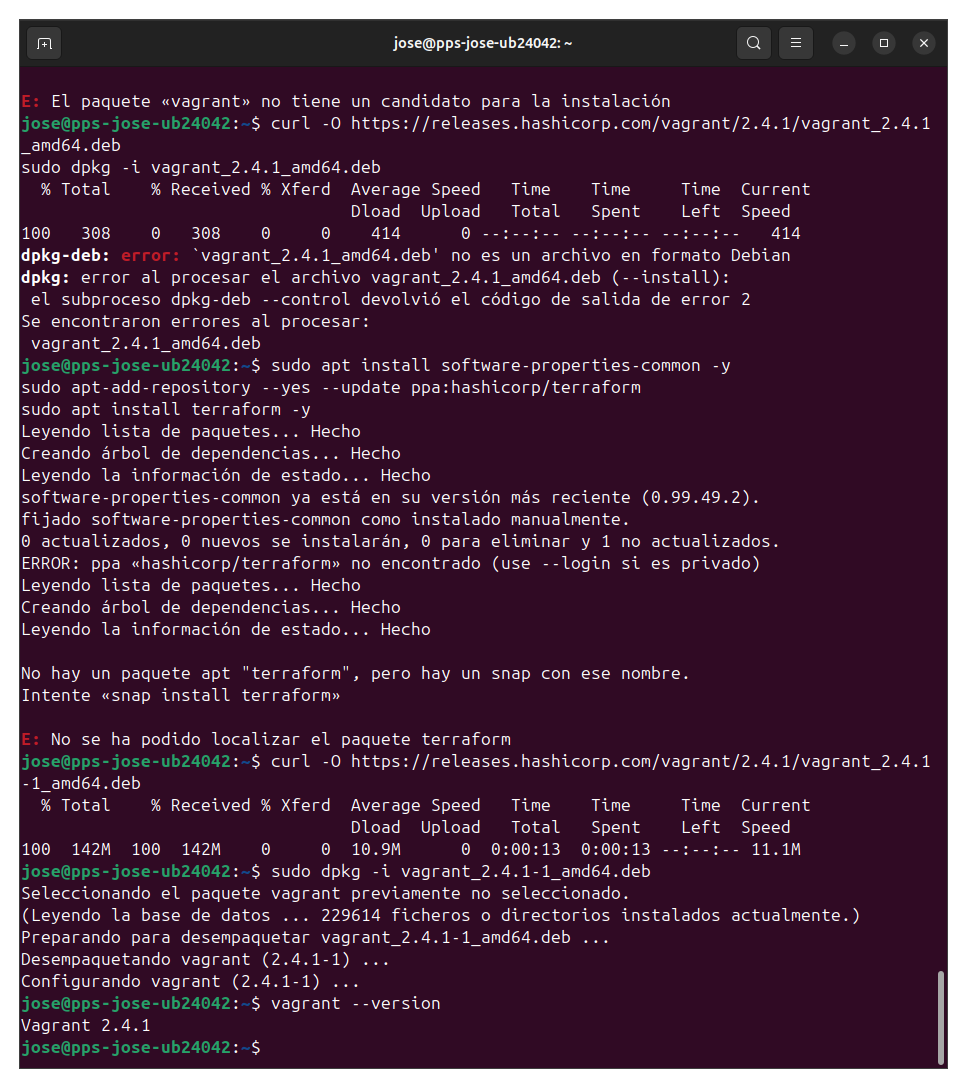 jose@pps-jose-ub24042: ~
E: El paquete «vagrant» no tiene un candidato para la instalación
jose@pps-jose-ub24042:~$ curl -O https://releases.hashicorp.com/vagrant/2.4.1/vagrant_2.4.1
_amd64.deb
sudo dpkg -i vagrant_2.4.1_amd64.deb
  % Total    % Received % Xferd  Average Speed   Time    Time     Time  Current
                                 Dload  Upload   Total   Spent    Left  Speed
100   308    0   308    0     0    414      0 --:--:-- --:--:-- --:--:--   414
dpkg-deb: error: `vagrant_2.4.1_amd64.deb' no es un archivo en formato Debian
dpkg: error al procesar el archivo vagrant_2.4.1_amd64.deb (--install):
 el subproceso dpkg-deb --control devolvió el código de salida de error 2
Se encontraron errores al procesar:
 vagrant_2.4.1_amd64.deb
jose@pps-jose-ub24042:~$ sudo apt install software-properties-common -y
sudo apt-add-repository --yes --update ppa:hashicorp/terraform
sudo apt install terraform -y
Leyendo lista de paquetes... Hecho
Creando árbol de dependencias... Hecho
Leyendo la información de estado... Hecho
software-properties-common ya está en su versión más reciente (0.99.49.2).
fijado software-properties-common como instalado manualmente.
0 actualizados, 0 nuevos se instalarán, 0 para eliminar y 1 no actualizados.
ERROR: ppa «hashicorp/terraform» no encontrado (use --login si es privado)
Leyendo lista de paquetes... Hecho
Creando árbol de dependencias... Hecho
Leyendo la información de estado... Hecho
No hay un paquete apt "terraform", pero hay un snap con ese nombre.
Intente «snap install terraform»
E: No se ha podido localizar el paquete terraform
jose@pps-jose-ub24042:~$ curl -O https://releases.hashicorp.com/vagrant/2.4.1/vagrant_2.4.1
-1_amd64.deb
  % Total    % Received % Xferd  Average Speed   Time    Time     Time  Current
                                 Dload  Upload   Total   Spent    Left  Speed
100  142M  100  142M    0     0  10.9M      0  0:00:13  0:00:13 --:--:-- 11.1M
jose@pps-jose-ub24042:~$ sudo dpkg -i vagrant_2.4.1-1_amd64.deb
Seleccionando el paquete vagrant previamente no seleccionado.
(Leyendo la base de datos ... 229614 ficheros o directorios instalados actualmente.)
Preparando para desempaquetar vagrant_2.4.1-1_amd64.deb ...
Desempaquetando vagrant (2.4.1-1) ...
Configurando vagrant (2.4.1-1) ...
jose@pps-jose-ub24042:~$ vagrant --version
Vagrant 2.4.1
jose@pps-jose-ub24042:~$